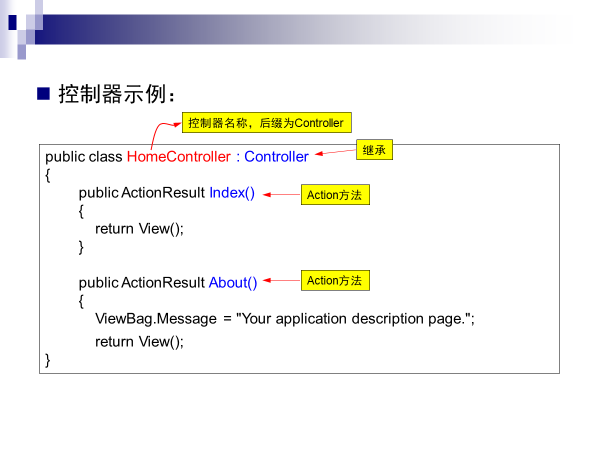 控制器示例：
控制器名称，后缀为Controller
public class HomeController : Controller
继承
{
public ActionResult Index()
Action方法
{
return View();
}
public ActionResult About()
Action方法
{
ViewBag.Message = "Your application description page.";
return View();
}